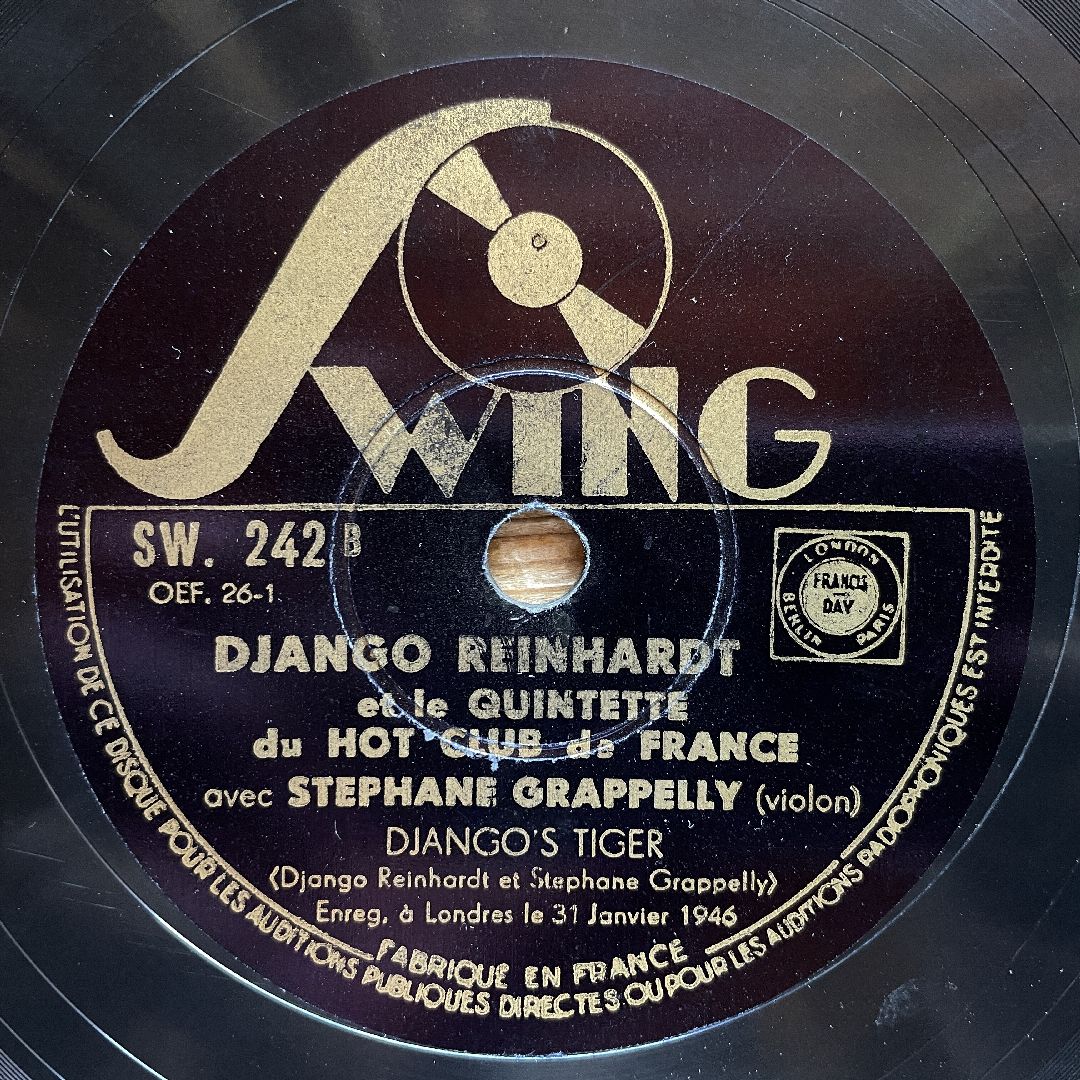 SWING
SW. 242 B
OEF. 26-1
LONDON
FRANCIS
DAY
BERLIN PARIS
DJANGO REINHARDT
et le QUINTETTE
du HOT CLUB de FRANCE
avec STEPHANE GRAPPELLY (violon)
DJANGO'S TIGER
(Django Reinhardt et Stephane Grappelly)
Enreg. à Londres le 31 Janvier 1946
FABRIQUÉ EN FRANCE
L'UTILISATION DE CE DISQUE POUR LES AUDITIONS PUBLIQUES DIRECTES OU POUR LES AUDITIONS RADIOPHONIQUES EST INTERDITE